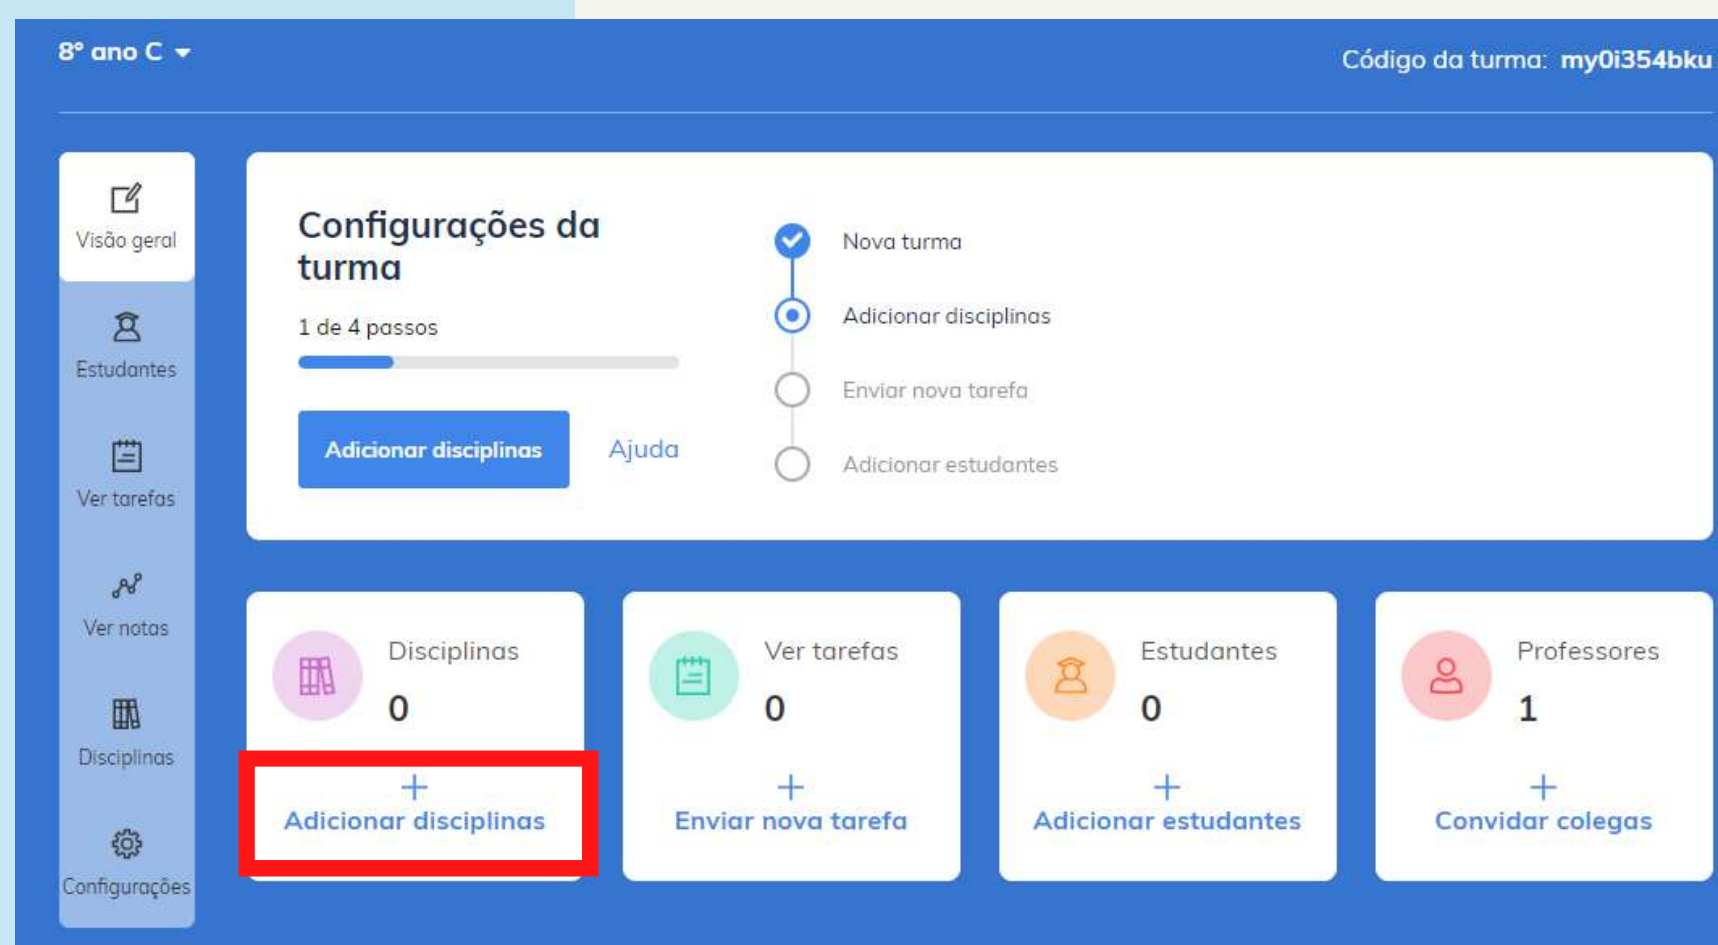 8º ano C
Código da turma: my0i354bku
Visão geral
Estudantes
Ver tarefas
Ver notas
Disciplinas
Configurações
Configurações da
turma
1 de 4 passos
Adicionar disciplinas
Ajuda
Nova turma
Adicionar disciplinas
Enviar nova tarefa
Adicionar estudantes
Disciplinas
0
+
Adicionar disciplinas
Ver tarefas
0
+
Enviar nova tarefa
Estudantes
0
+
Adicionar estudantes
Professores
1
+
Convidar colegas